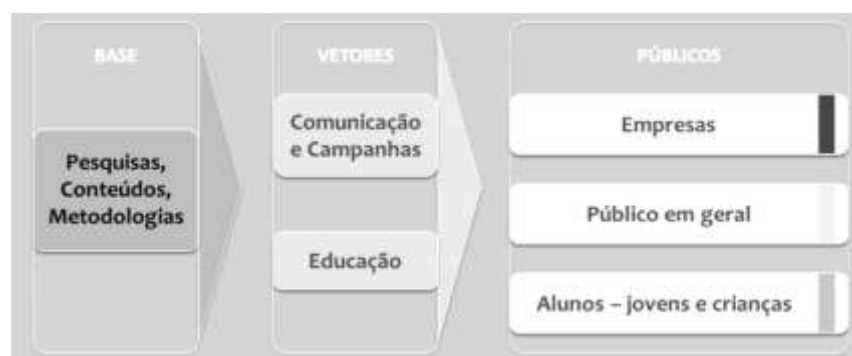 BASE
Pesquisas,
Conteúdos,
Metodologias
VETORES
Comunicação
e Campanhas
Educação
PÚBLICOS
Empresas
Público em geral
Alunos – jovens e crianças